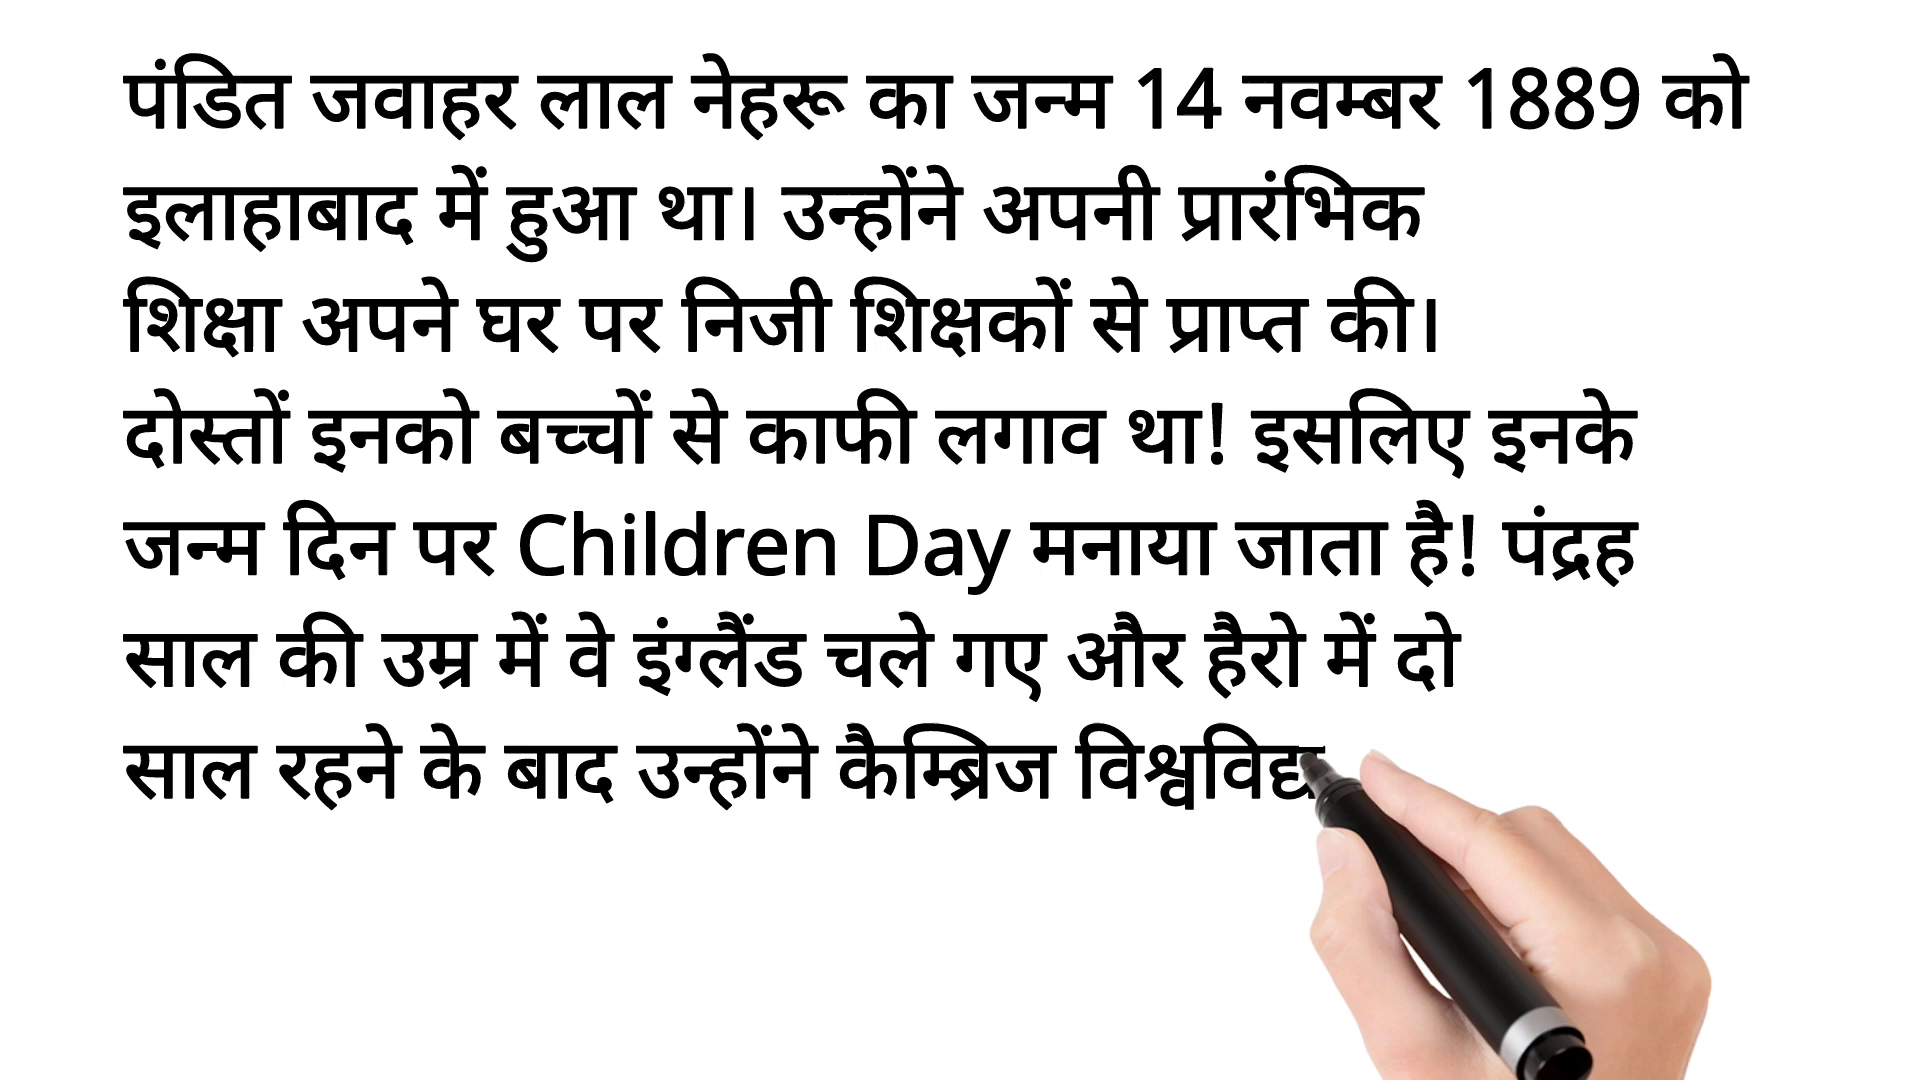 पंडित जवाहर लाल नेहरू का जन्म 14 नवम्बर 1889 को
इलाहाबाद में हुआ था। उन्होंने अपनी प्रारंभिक
शिक्षा अपने घर पर निजी शिक्षकों से प्राप्त की।
दोस्तों इनको बच्चों से काफी लगाव था! इसलिए इनके
जन्म दिन पर Children Day मनाया जाता है! पंद्रह
साल की उम्र में वे इंग्लैंड चले गए और हैरो में दो
साल रहने के बाद उन्होंने कैम्ब्रिज